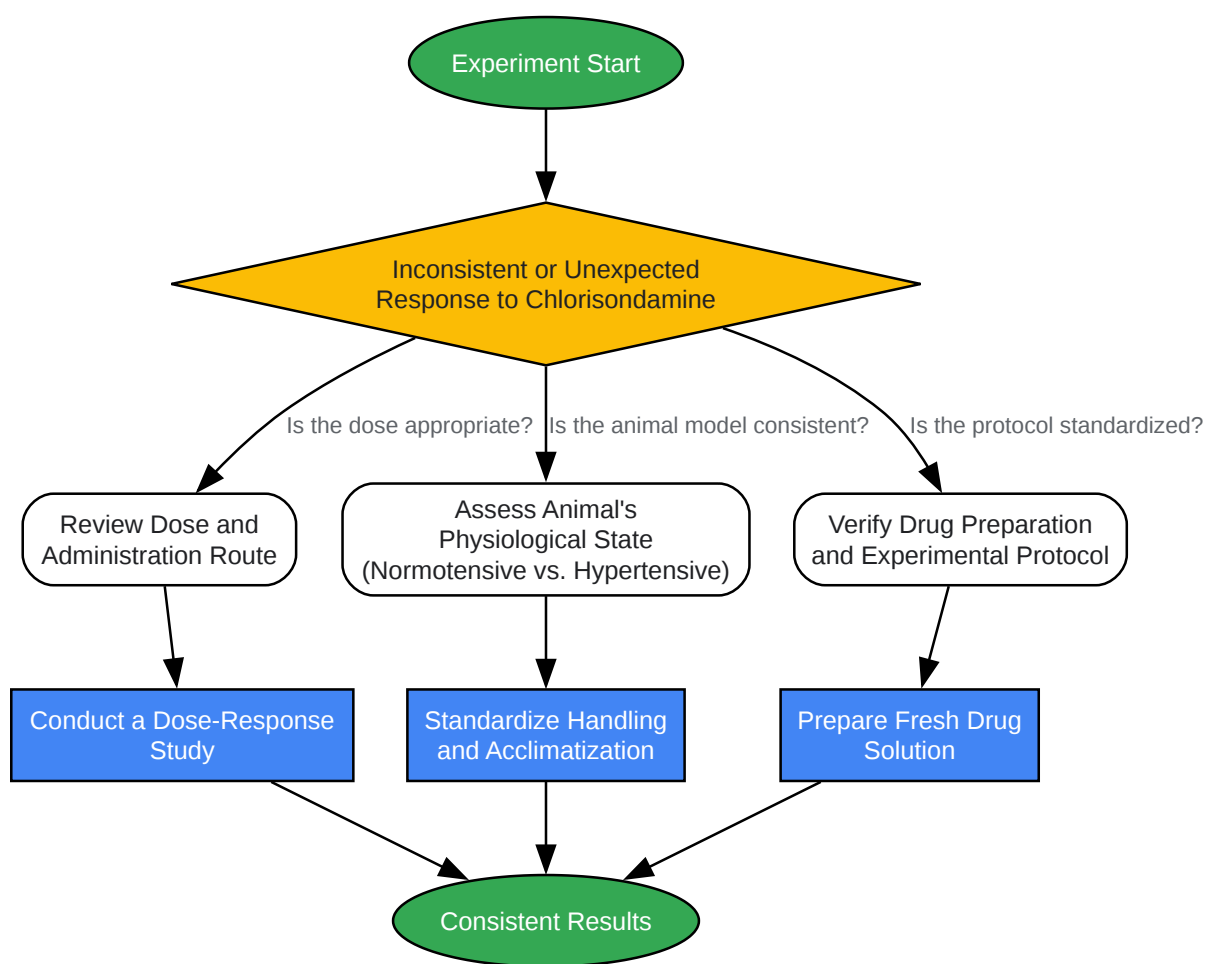 Experiment Start
Inconsistent or Unexpected
Response to Chlorisondamine
Is the dose appropriate?
Is the animal model consistent?
Is the protocol standardized?
Review Dose and
Administration Route
Assess Animal's
Physiological State
(Normotensive vs. Hypertensive)
Verify Drug Preparation
and Experimental Protocol
Conduct a Dose-Response
Study
Standardize Handling
and Acclimatization
Prepare Fresh Drug
Solution
Consistent Results